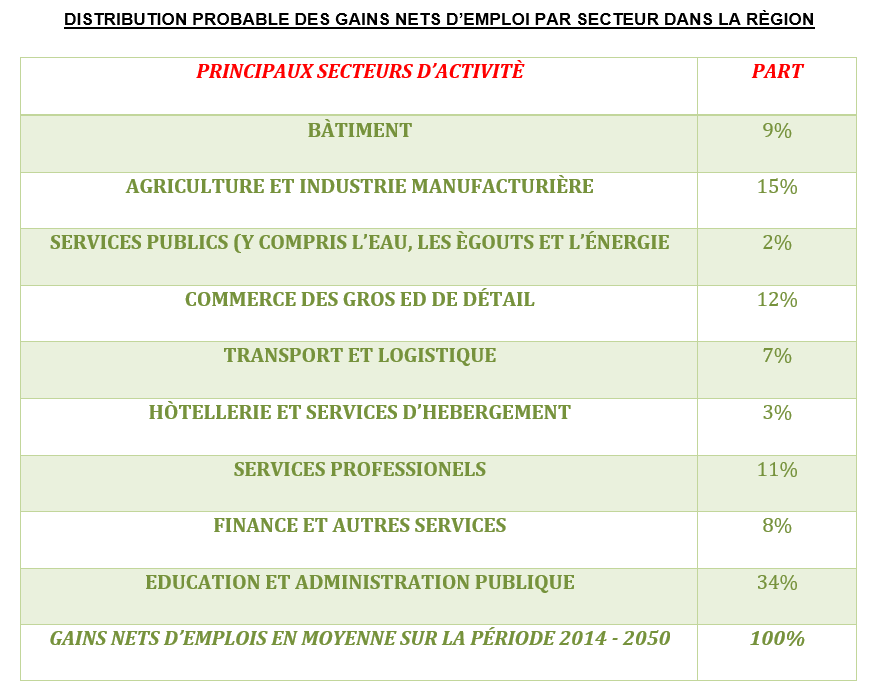 DISTRIBUTION PROBABLE DES GAINS NETS D’EMPLOI PAR SECTEUR DANS LA RÈGION
PRINCIPAUX SECTEURS D’ACTIVITÈ PART
BÀTIMENT 9%
AGRICULTURE ET INDUSTRIE MANUFACTURIÈRE 15%
SERVICES PUBLICS (Y COMPRIS L’EAU, LES ÈGOUTS ET L’ÉNERGIE 2%
COMMERCE DES GROS ED DE DÉTAIL 12%
TRANSPORT ET LOGISTIQUE 7%
HÒTELLERIE ET SERVICES D’HEBERGEMENT 3%
SERVICES PROFESSIONELS 11%
FINANCE ET AUTRES SERVICES 8%
EDUCATION ET ADMINISTRATION PUBLIQUE 34%
GAINS NETS D’EMPLOIS EN MOYENNE SUR LA PÉRIODE 2014 - 2050 100%